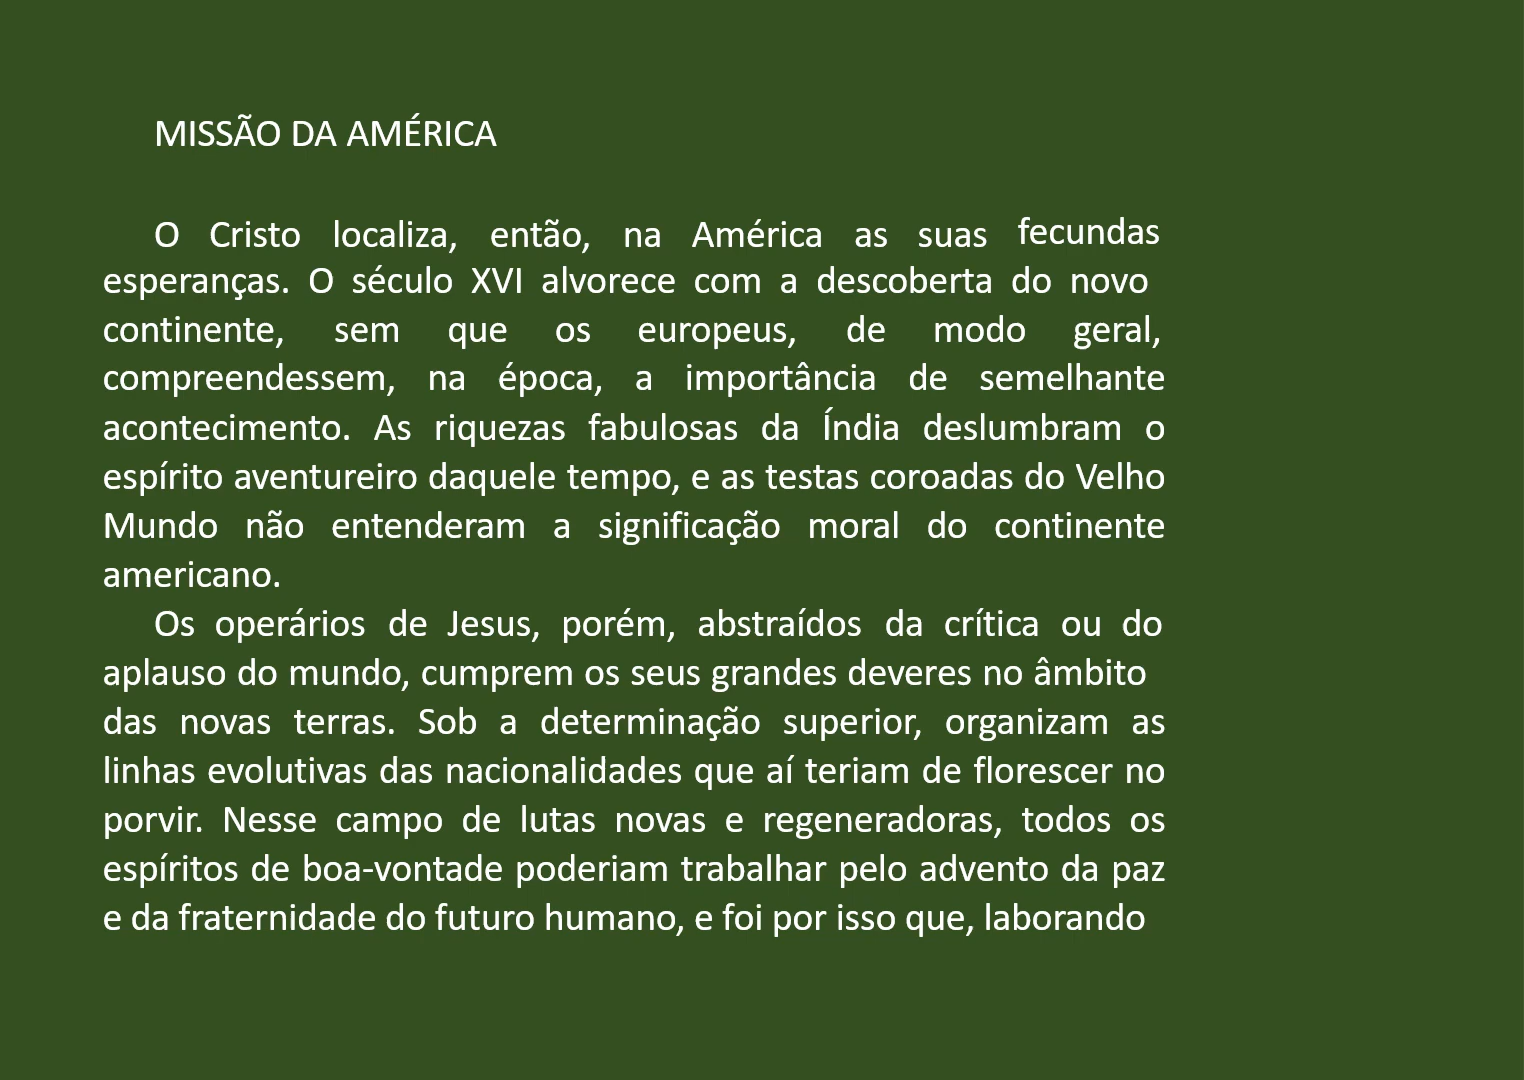 MISSÃO DA AMÉRICA
O Cristo localiza, então, na América as suas fecundas
esperanças. O século XVI alvorece com a descoberta do novo
continente, sem que os europeus, de modo geral,
compreendessem, na época, a importância de semelhante
acontecimento. As riquezas fabulosas da Índia deslumbram o
espírito aventureiro daquele tempo, e as testas coroadas do Velho
Mundo não entenderam a significação moral do continente
americano.
Os operários de Jesus, porém, abstraídos da crítica ou do
aplauso do mundo, cumprem os seus grandes deveres no âmbito
das novas terras. Sob a determinação superior, organizam as
linhas evolutivas das nacionalidades que aí teriam de florescer no
porvir. Nesse campo de lutas novas e regeneradoras, todos os
espíritos de boa-vontade poderiam trabalhar pelo advento da paz
e da fraternidade do futuro humano, e foi por isso que, laborando